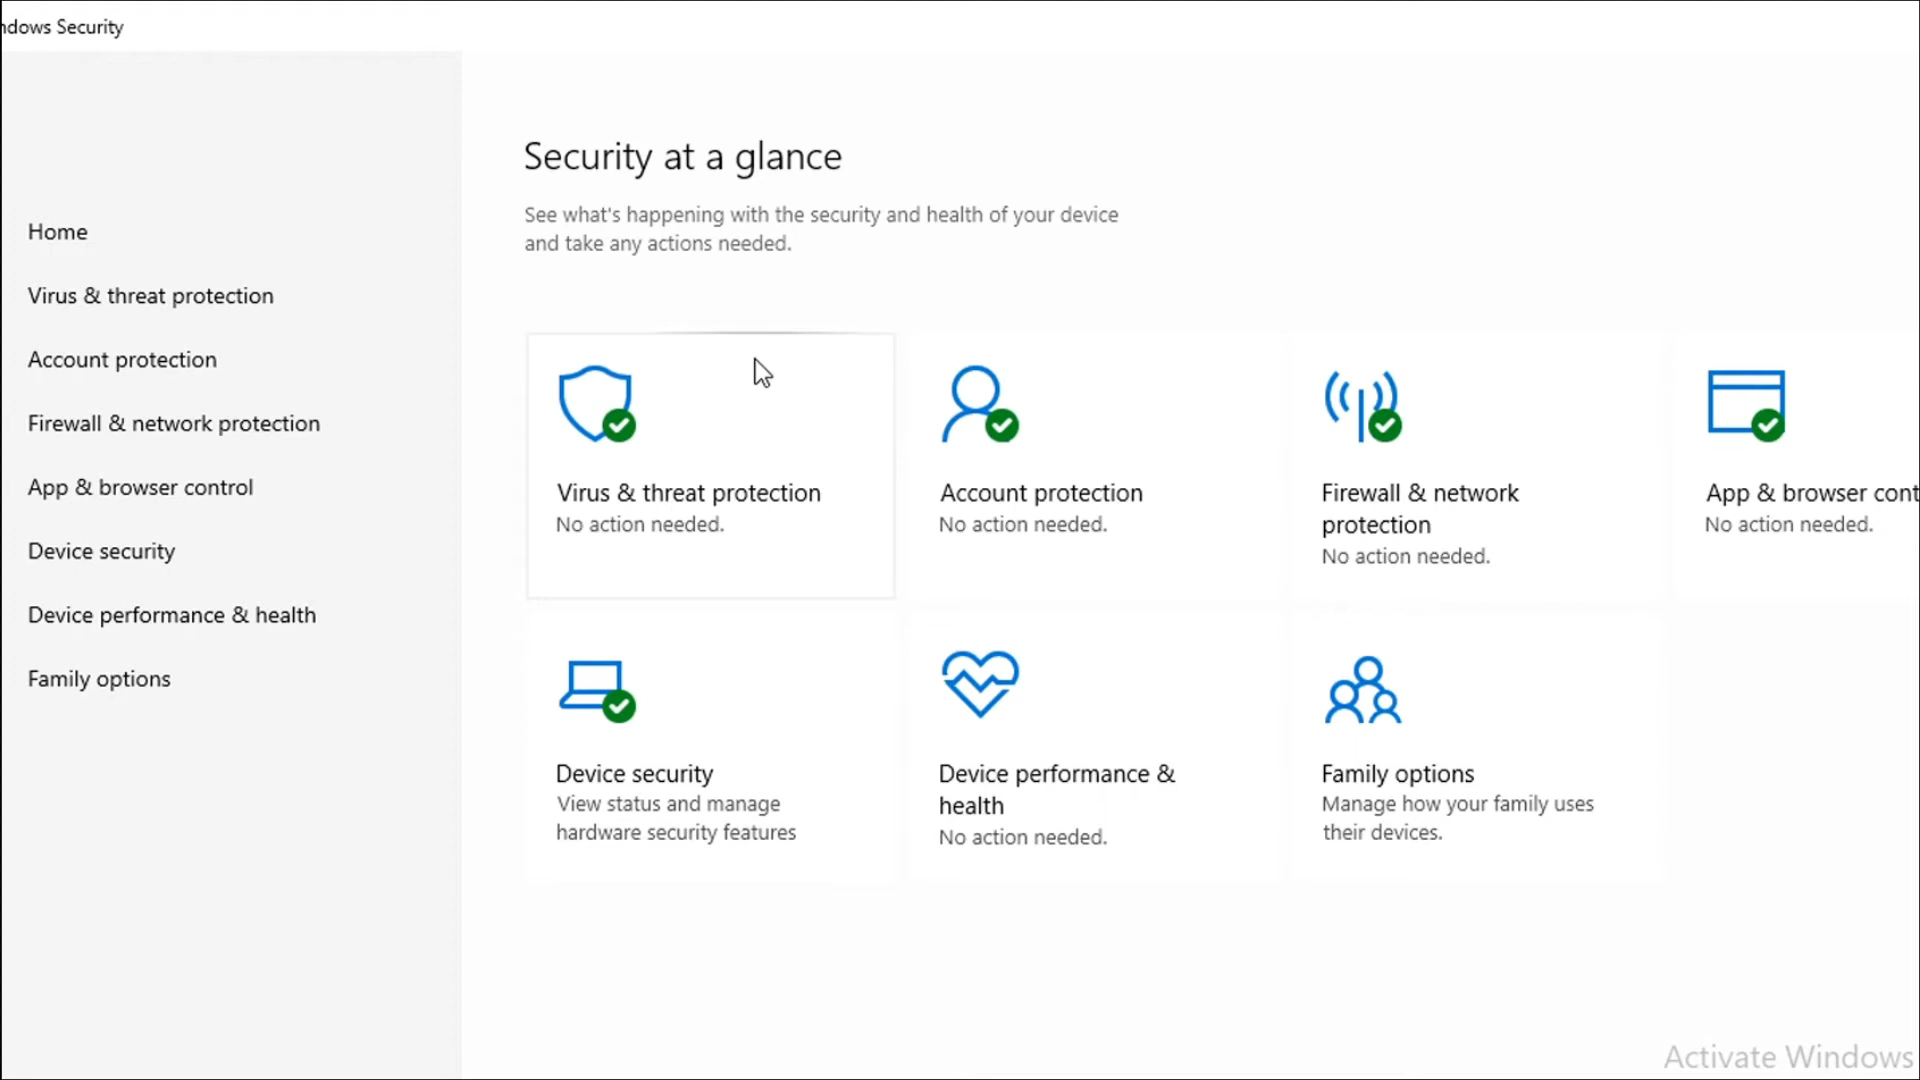 ndows Security
Home
Virus & threat protection
Account protection
Firewall & network protection
App & browser control
Device security
Device performance & health
Family options
Security at a glance
See what's happening with the security and health of your device
and take any actions needed.
Virus & threat protection
No action needed.
Account protection
No action needed.
Firewall & network
protection
No action needed.
App & browser cont
No action needed.
Device security
View status and manage
hardware security features
Device performance &
health
No action needed.
Family options
Manage how your family uses
their devices.
Activate Windows